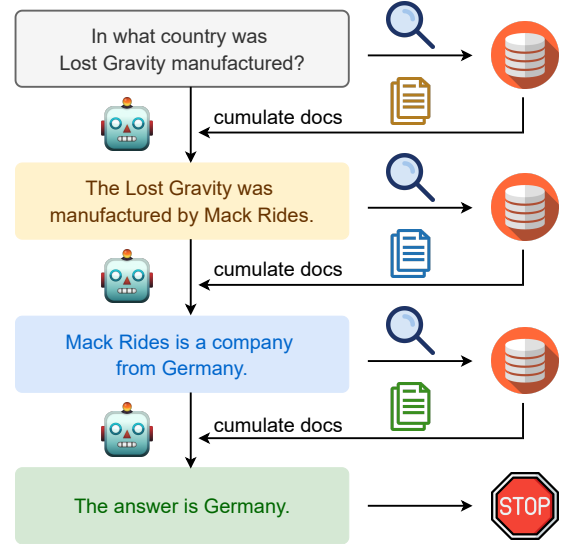 In what country was
Lost Gravity manufactured?
cumulate docs
The Lost Gravity was
manufactured by Mack Rides.
cumulate docs
Mack Rides is a company
from Germany.
cumulate docs
The answer is Germany.
STOP